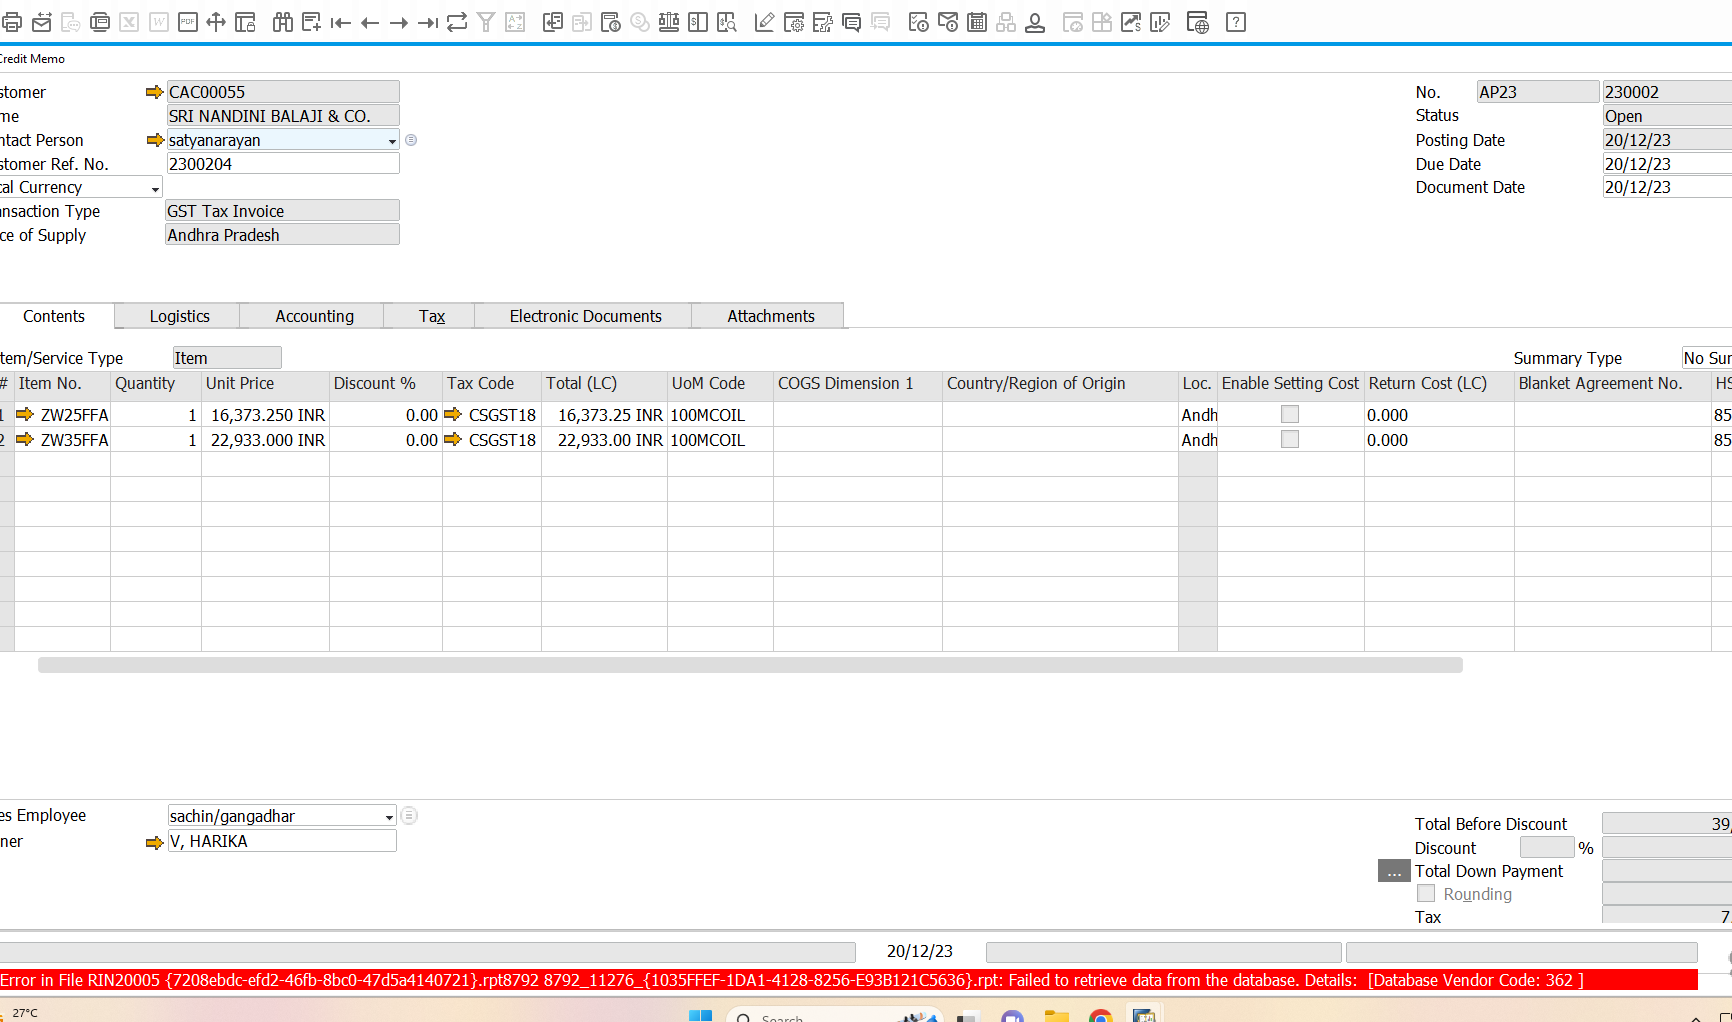 Credit Memo
stomer CAC00055 No. AP23 230002
me SRI NANDINI BALAJI & CO. Status Open
ntact Person satyanarayan Posting Date 20/12/23
stomer Ref. No. 2300204 Due Date 20/12/23
cal Currency Document Date 20/12/23
ansaction Type GST Tax Invoice
ce of Supply Andhra Pradesh
Contents Logistics Accounting Tax Electronic Documents Attachments
tem/Service Type Item Summary Type No Sum
# Item No. Quantity Unit Price Discount % Tax Code Total (LC) UoM Code COGS Dimension 1 Country/Region of Origin Loc. Enable Setting Cost Return Cost (LC) Blanket Agreement No. HS
1 ZW25FFA 1 16,373.250 INR 0.00 CSGST18 16,373.25 INR 100MCOIL Andh 0.000 85
2 ZW35FFA 1 22,933.000 INR 0.00 CSGST18 22,933.00 INR 100MCOIL Andh 0.000 85
es Employee sachin/gangadhar
ner V, HARIKA
Total Before Discount 39,
Discount %
... Total Down Payment
Rounding
Tax 7,
20/12/23
Error in File RIN20005 {7208ebdc-efd2-46fb-8bc0-47d5a4140721}.rpt8792 8792_11276_{1035FFEF-1DA1-4128-8256-E93B121C5636}.rpt: Failed to retrieve data from the database. Details: [Database Vendor Code: 362 ]
27°C
Search